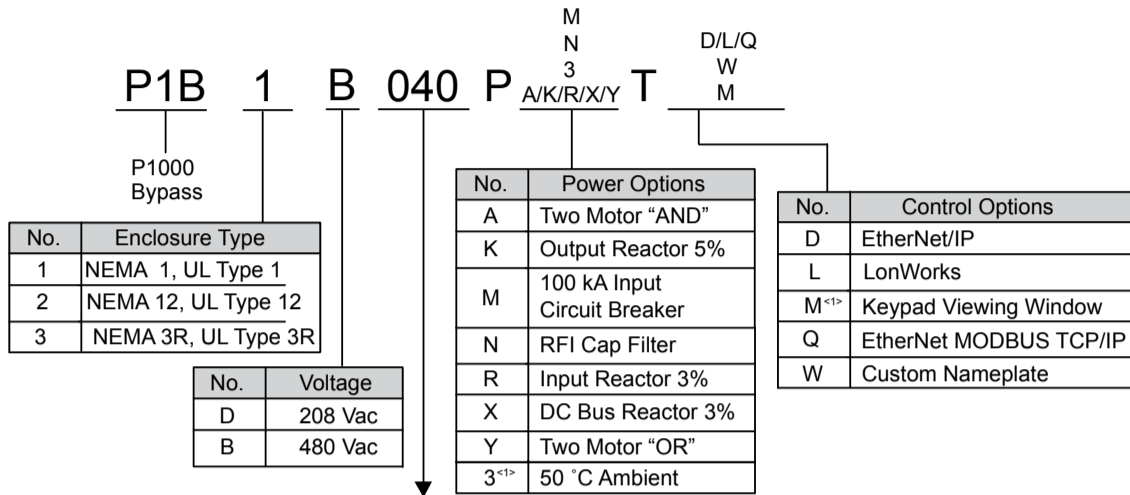 M
N
3
A/K/R/X/Y
D/L/Q
W
M
P1B 1 B 040 P T
P1000
Bypass
No. Enclosure Type
1 NEMA 1, UL Type 1
2 NEMA 12, UL Type 12
3 NEMA 3R, UL Type 3R
No. Voltage
D 208 Vac
B 480 Vac
No. Power Options
A Two Motor “AND”
K Output Reactor 5%
M 100 kA Input
Circuit Breaker
N RFI Cap Filter
R Input Reactor 3%
X DC Bus Reactor 3%
Y Two Motor “OR”
3<1> 50 ˚C Ambient
No. Control Options
D EtherNet/IP
L LonWorks
M<1> Keypad Viewing Window
Q EtherNet MODBUS TCP/IP
W Custom Nameplate